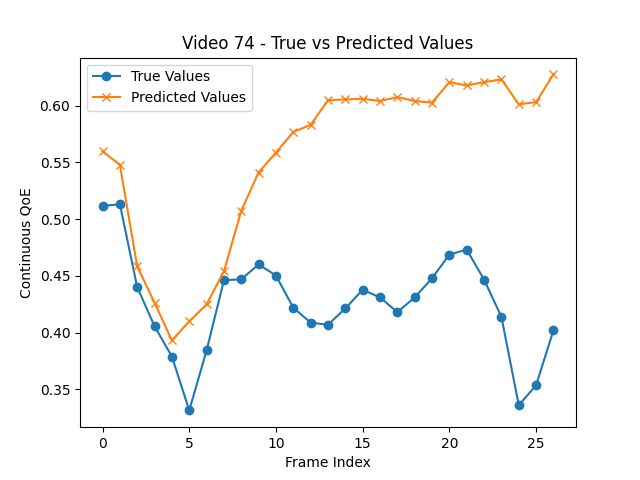 Video 74 - True vs Predicted Values
True Values
Predicted Values
0.60
0.55
0.50
0.45
0.40
0.35
Continuous QoE
0 5 10 15 20 25
Frame Index